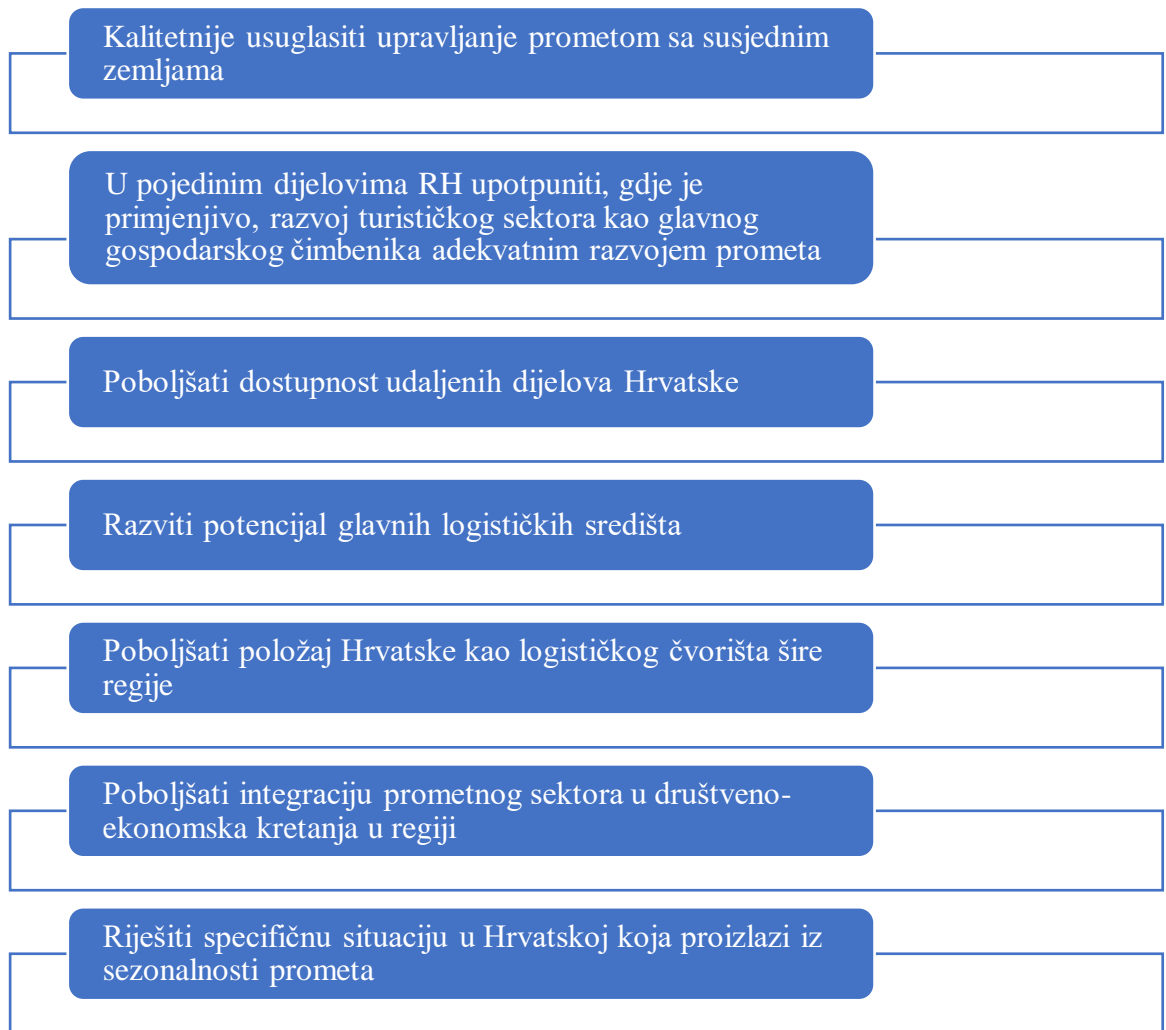 Kalitetnije usuglasiti upravljanje prometom sa susjednim
zemljama
U pojedinim dijelovima RH upotpuniti, gdje je
primjenjivo, razvoj turističkog sektora kao glavnog
gospodarskog čimbenika adekvatnim razvojem prometa
Poboljšati dostupnost udaljenih dijelova Hrvatske
Razviti potencijal glavnih logističkih središta
Poboljšati položaj Hrvatske kao logističkog čvorišta šire
regije
Poboljšati integraciju prometnog sektora u društveno-
ekonomska kretanja u regiji
Riješiti specifičnu situaciju u Hrvatskoj koja proizlazi iz
sezonalnosti prometa